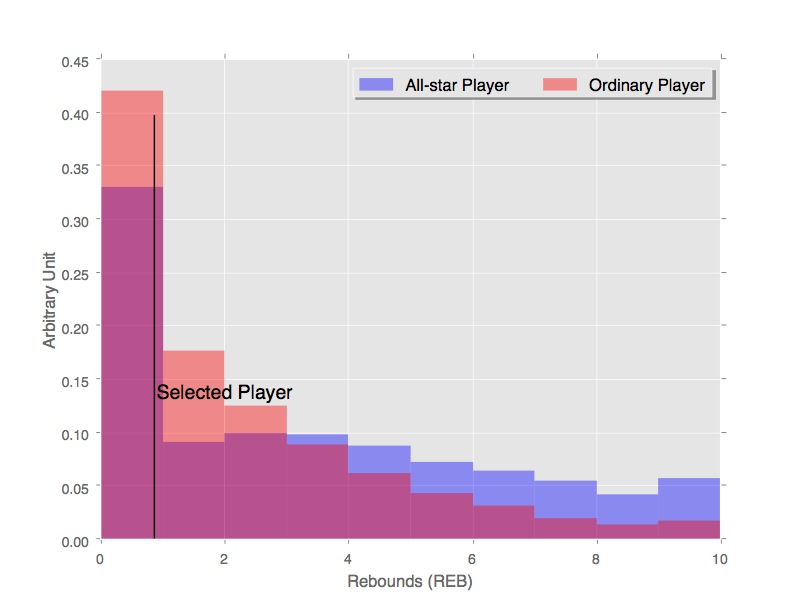 0.45
0.40
0.35
0.30
0.25
0.20
0.15
0.10
0.05
0.00
Arbitrary Unit
All-star Player Ordinary Player
Selected Player
0 2 4 6 8 10
Rebounds (REB)